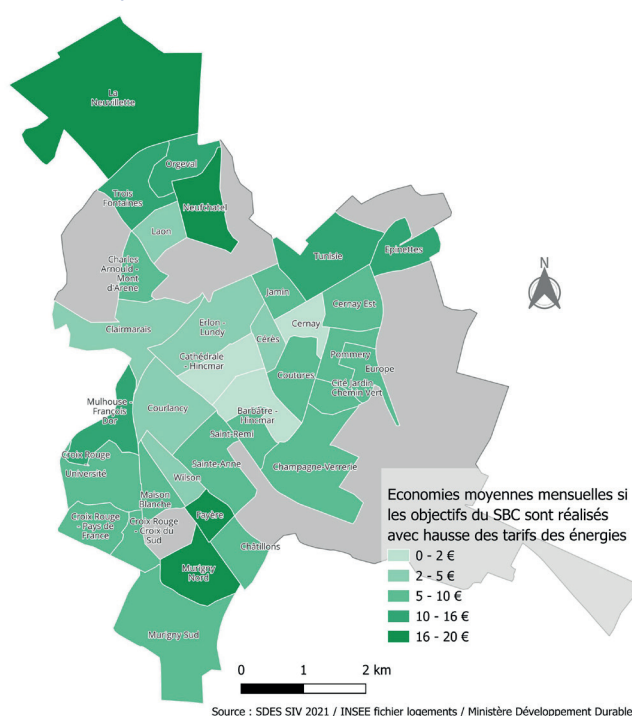 La
Neuvillette
Orgeval
Trois
Fontaines
Neufchatel
Laon
Tunisie
Epinettes
N
Charles
Arnould -
Mont
d'Arène
Jamin
Cernay Est
Clairmarais
Erlon
Lundy
Cernay
Cérès
Cathédrale
- Hincmar
Pommery
Europe
Coutures
Cité Jardin
Chemin Vert
Mulhouse -
François
Dor
Courlancy
Barbâtre -
Hincmar
Saint-Remi
Croix Rouge
Université
Sainte-Anne
Champagne-Verrerie
Wilson
Maison
Blanche
Croix Rouge
- Pays de
France
Croix Rouge
- Croix du
Sud
Fayère
Châtillons
Murigny
Nord
Murigny Sud
Economies moyennes mensuelles si
les objectifs du SBC sont réalisés
avec hausse des tarifs des énergies
0 - 2 €
2 - 5 €
5 - 10 €
10 - 16 €
16 - 20 €
0 1 2 km
Source : SDES SIV 2021 / INSEE fichier logements / Ministère Développement Durable